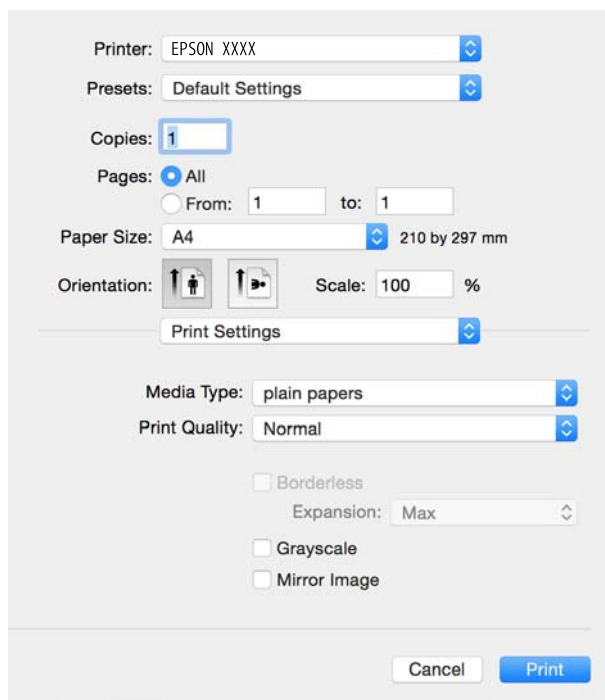 Printer: EPSON XXXX
Presets: Default Settings
Copies: 1
Pages: All
From: 1 to: 1
Paper Size: A4 210 by 297 mm
Orientation: Scale: 100 %
Print Settings
Media Type: plain papers
Print Quality: Normal
Borderless
Expansion: Max
Grayscale
Mirror Image
Cancel Print